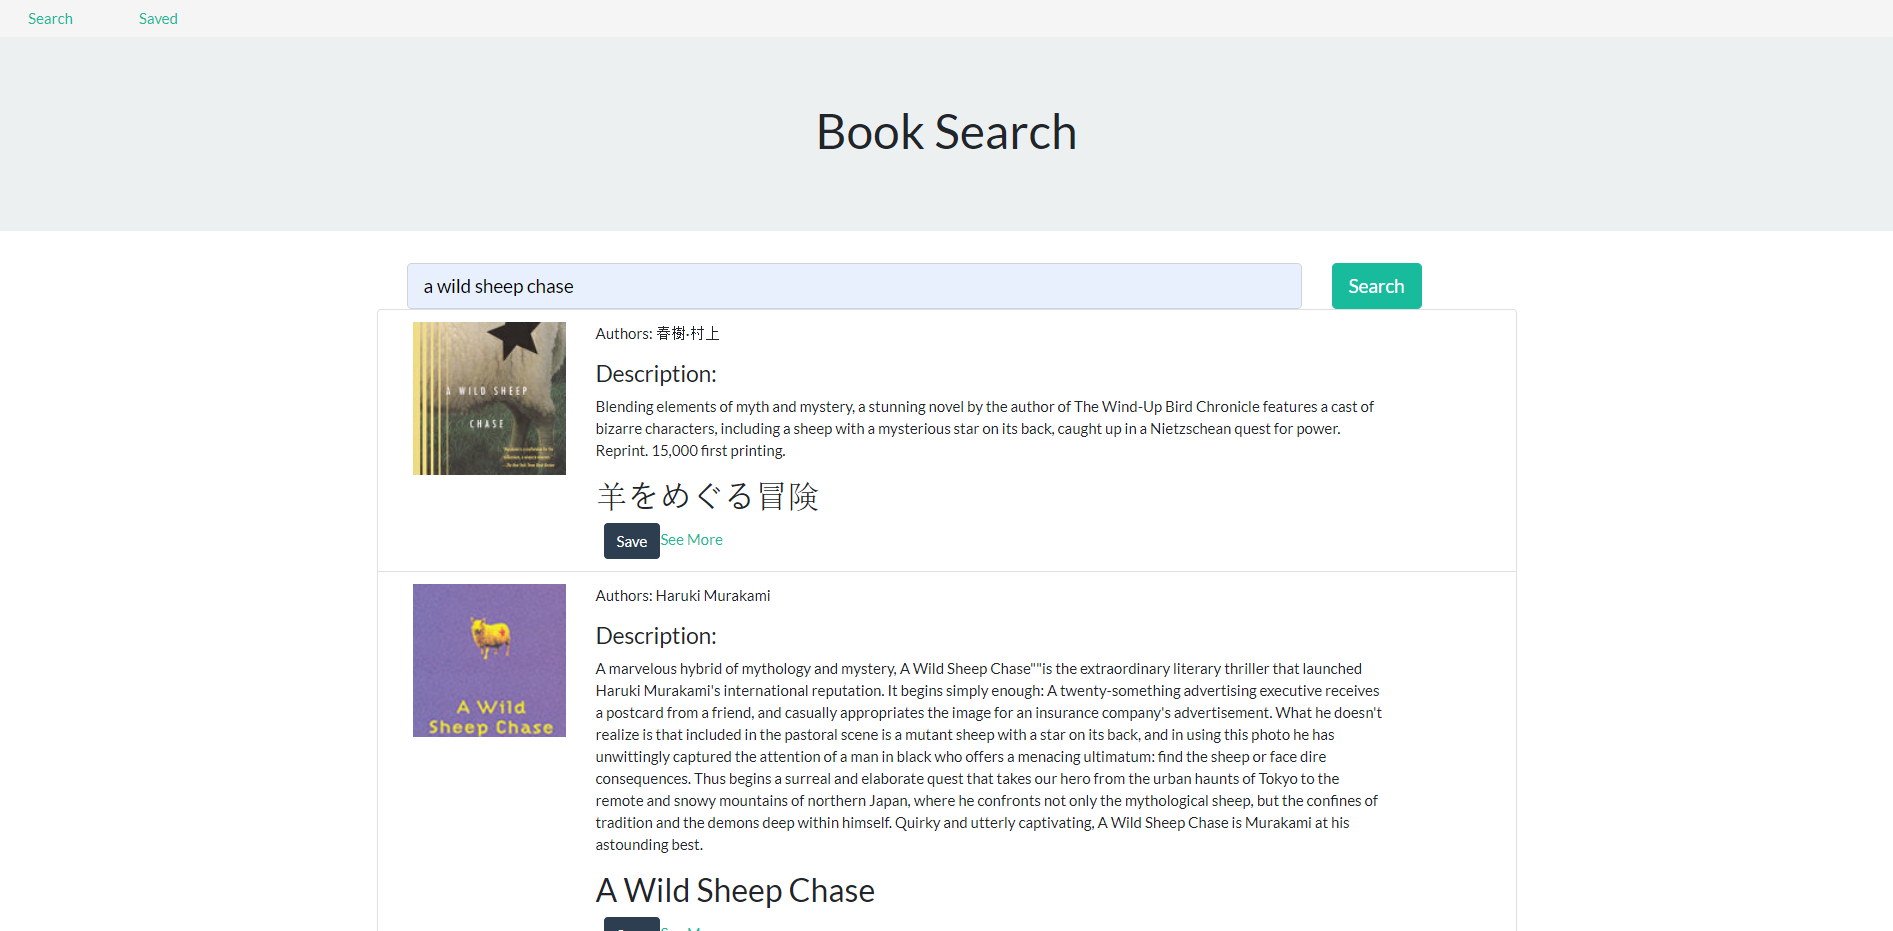 Search
Saved
Book Search
a wild sheep chase
Search
A WILD SHEEP
CHASE
Authors: 春樹·村上
Description:
Blending elements of myth and mystery, a stunning novel by the author of The Wind-Up Bird Chronicle features a cast of
bizarre characters, including a sheep with a mysterious star on its back, caught up in a Nietzschean quest for power.
Reprint. 15,000 first printing.
羊をめぐる冒険
Save
See More
A Wild
Sheep Chase
Authors: Haruki Murakami
Description:
A marvelous hybrid of mythology and mystery, A Wild Sheep Chase""is the extraordinary literary thriller that launched
Haruki Murakami's international reputation. It begins simply enough: A twenty-something advertising executive receives
a postcard from a friend, and casually appropriates the image for an insurance company's advertisement. What he doesn't
realize is that included in the pastoral scene is a mutant sheep with a star on its back, and in using this photo he has
unwittingly captured the attention of a man in black who offers a menacing ultimatum: find the sheep or face dire
consequences. Thus begins a surreal and elaborate quest that takes our hero from the urban haunts of Tokyo to the
remote and snowy mountains of northern Japan, where he confronts not only the mythological sheep, but the confines of
tradition and the demons deep within himself. Quirky and utterly captivating, A Wild Sheep Chase is Murakami at his
astounding best.
A Wild Sheep Chase